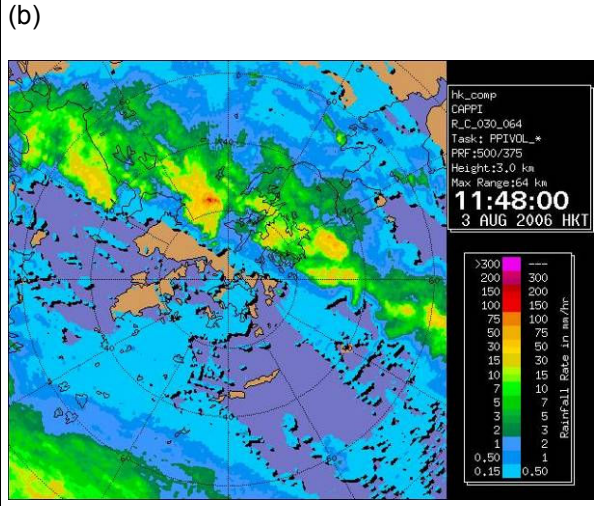 (b)
hk_comp
CAPPI
R_C_030_064
Task: PPIVOL_*
PRF:500/375
Height:3.0 km
Max Range:64 km
11:48:00
3 AUG 2006 HKT
>300 ---
200 300
150 200
100 150
75 100
50 75
30 50
15 30
10 15
7 10
5 7
3 5
2 3
1 2
0.50 1
0.15 0.50
Rainfall Rate in mm/hr